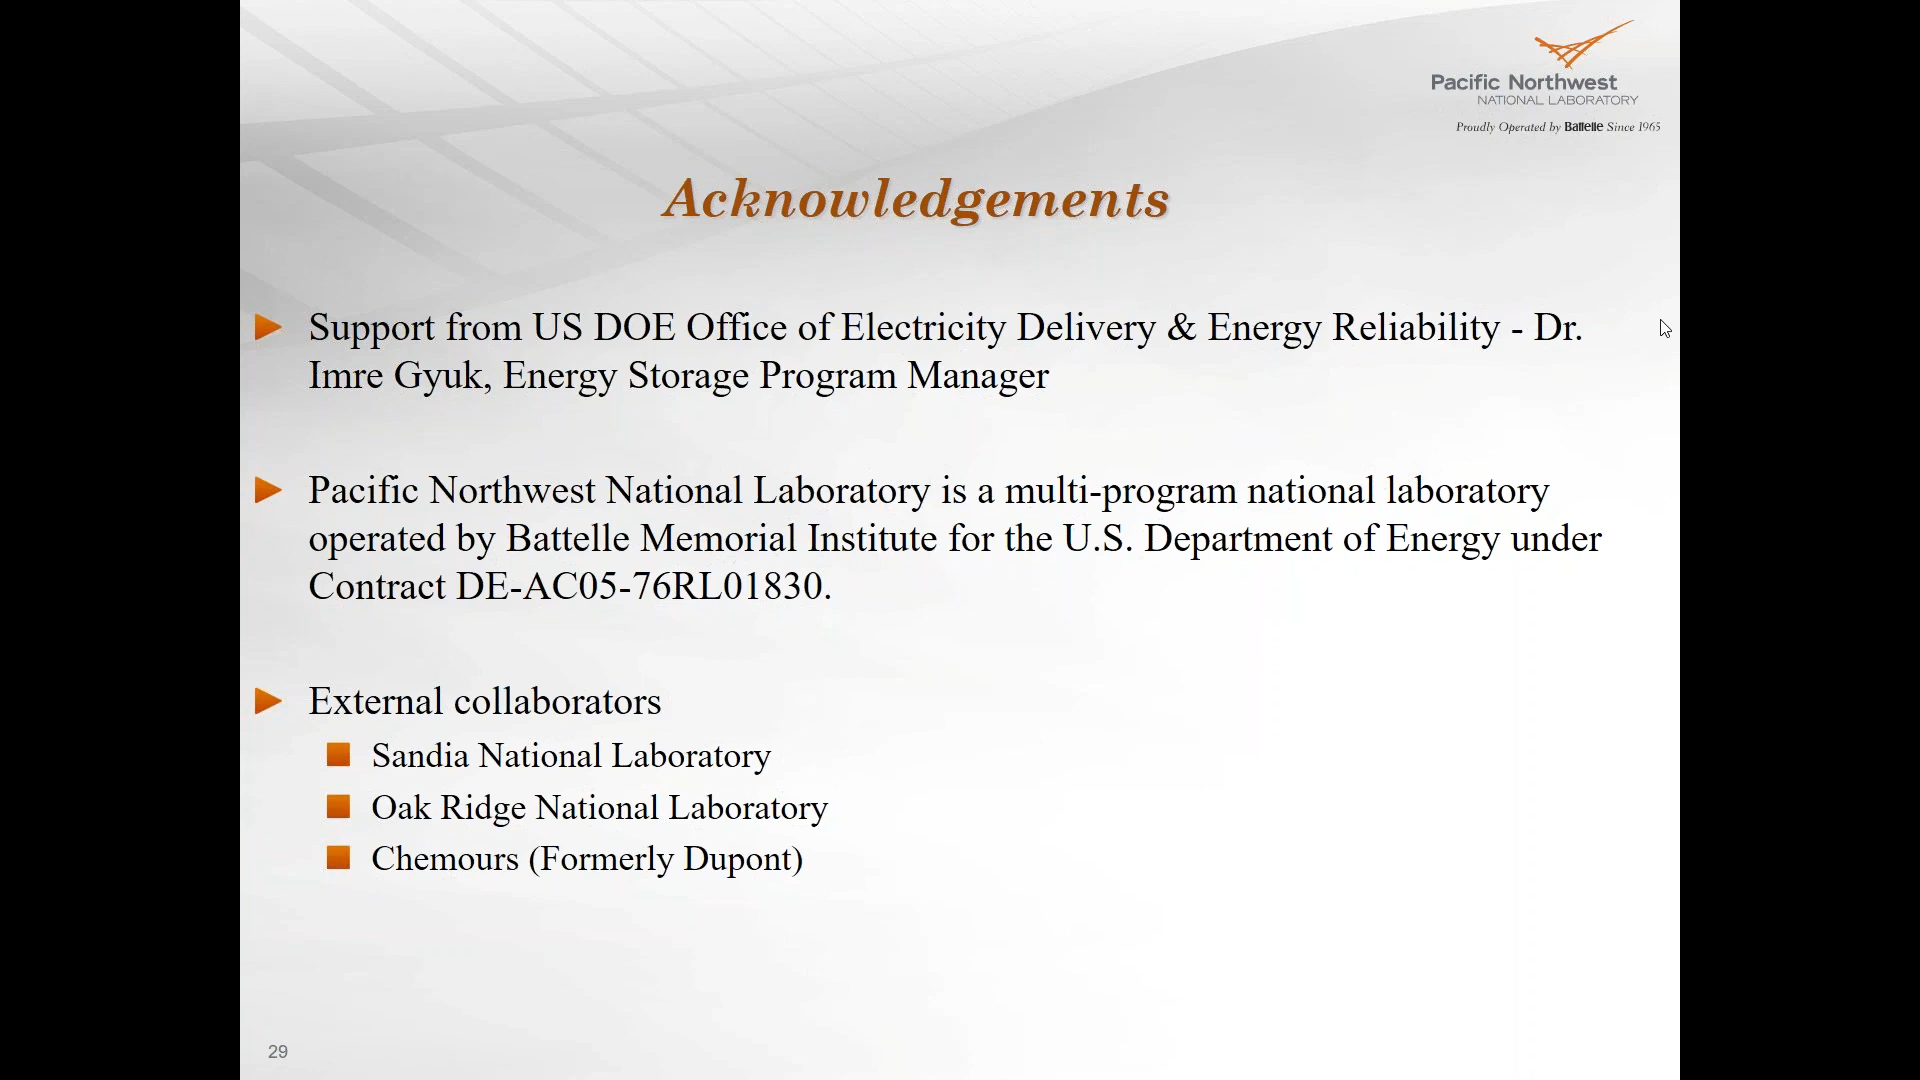 Pacific Northwest
NATIONAL LABORATORY
Proudly Operated by Battelle Since 1965
Acknowledgements
Support from US DOE Office of Electricity Delivery & Energy Reliability - Dr.
Imre Gyuk, Energy Storage Program Manager
Pacific Northwest National Laboratory is a multi-program national laboratory
operated by Battelle Memorial Institute for the U.S. Department of Energy under
Contract DE-AC05-76RL01830.
External collaborators
Sandia National Laboratory
Oak Ridge National Laboratory
Chemours (Formerly Dupont)
29